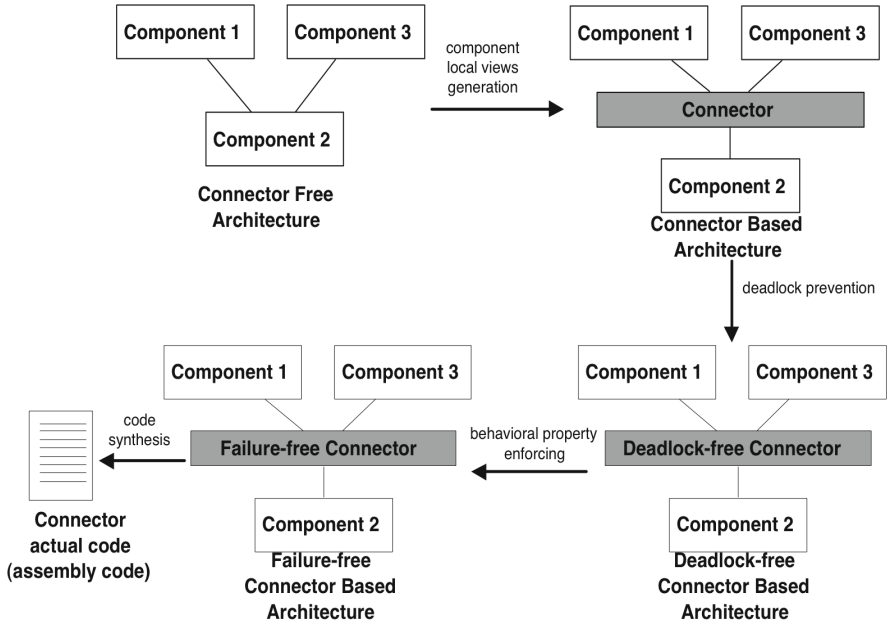 Component 1
Component 3
Component 2
Connector Free
Architecture
component
local views
generation
Component 1
Component 3
Connector
Component 2
Connector Based
Architecture
deadlock prevention
Component 1
Component 3
Deadlock-free Connector
Component 2
Deadlock-free
Connector Based
Architecture
behavioral property
enforcing
Component 1
Component 3
Failure-free Connector
Component 2
Failure-free
Connector Based
Architecture
code
synthesis
Connector
actual code
(assembly code)